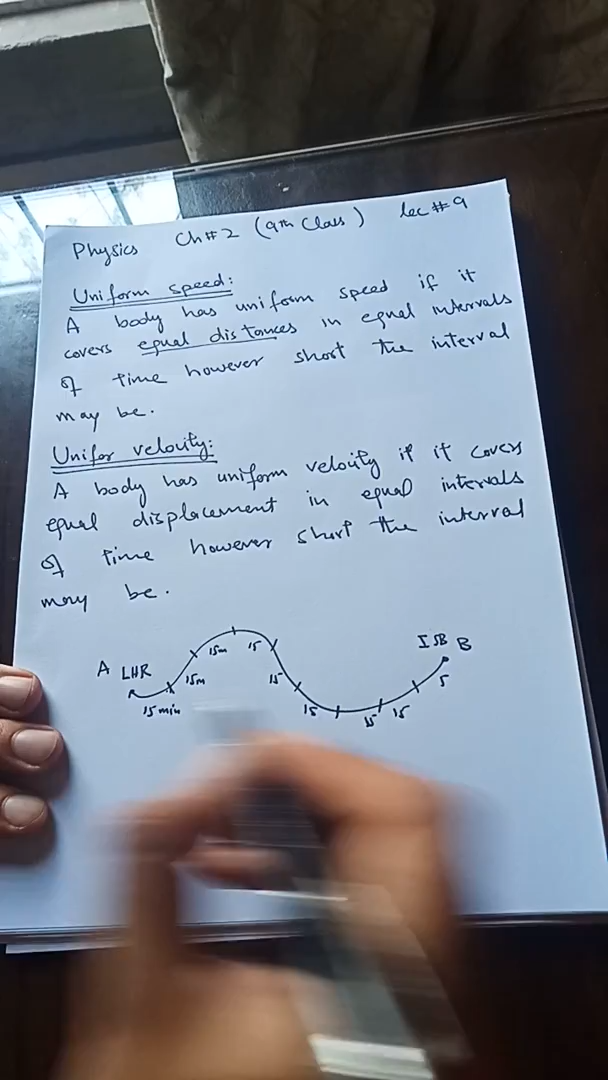 Physics Ch#2 (9th Class) Lec#9
Uniform speed:
A body has uniform speed if it
covers equal distances in equal intervals
of time however short the interval
may be.
Unifor velocity:
A body has uniform velocity if it covers
equal displacement in equal intervals
of time however short the interval
may be.
A LHR
15 min
15m
15m
15
15
15
15
15
5
ISB B